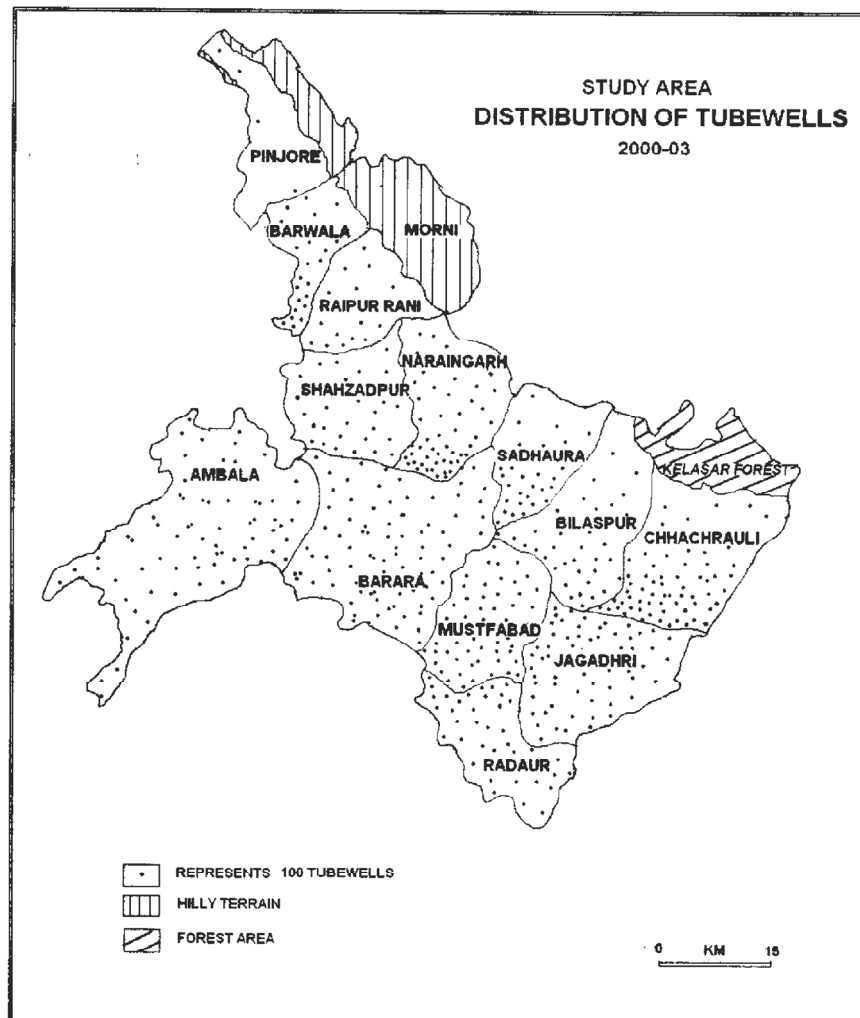 STUDY AREA
DISTRIBUTION OF TUBEWELLS
2000-03
PINJORE
BARWALA
MORNI
RAIPUR RANI
NARAINGARH
SHAHZADPUR
SADHAURA
KELASAR FOREST
AMBALA
BILASPUR
CHHACHRAULI
BARARA
MUSTFABAD
JAGADHRI
RADAUR
REPRESENTS 100 TUBEWELLS
HILLY TERRAIN
FOREST AREA
0 KM 15